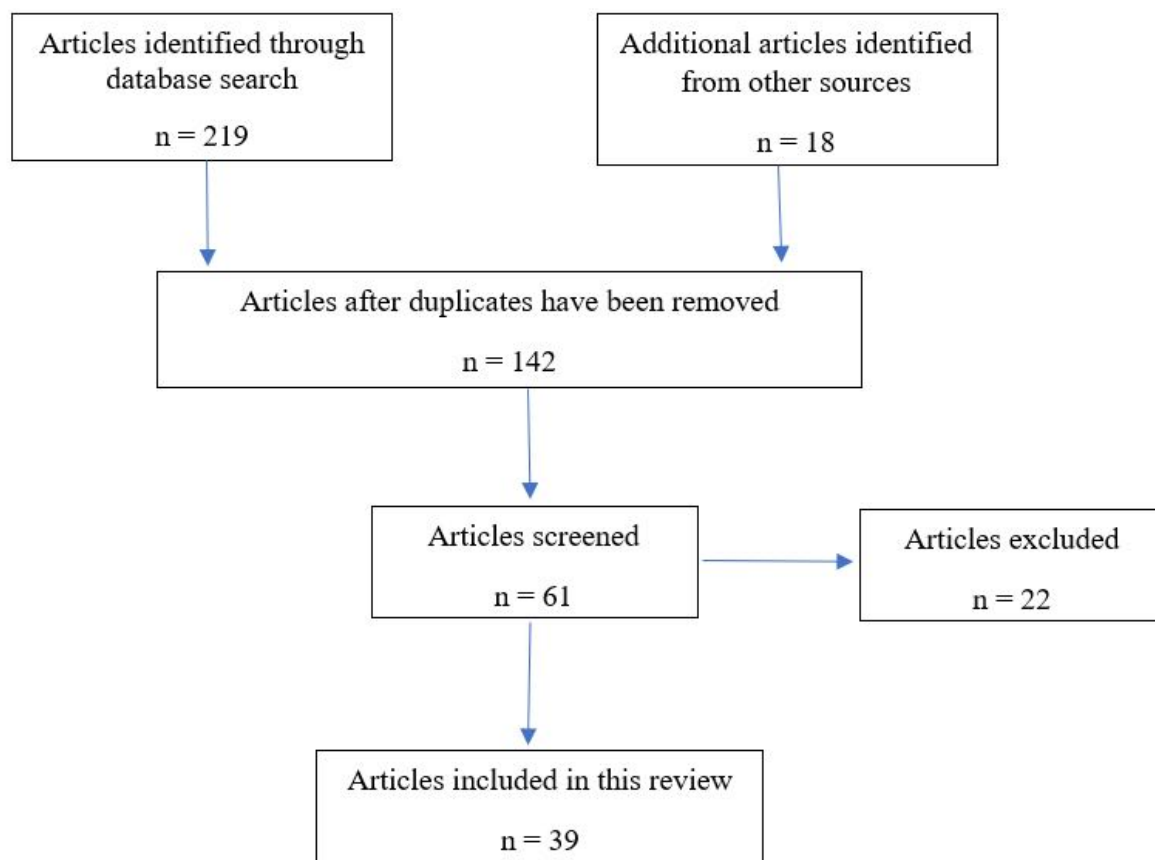 Articles identified through
database search
n = 219
Additional articles identified
from other sources
n = 18
Articles after duplicates have been removed
n = 142
Articles screened
n = 61
Articles excluded
n = 22
Articles included in this review
n = 39